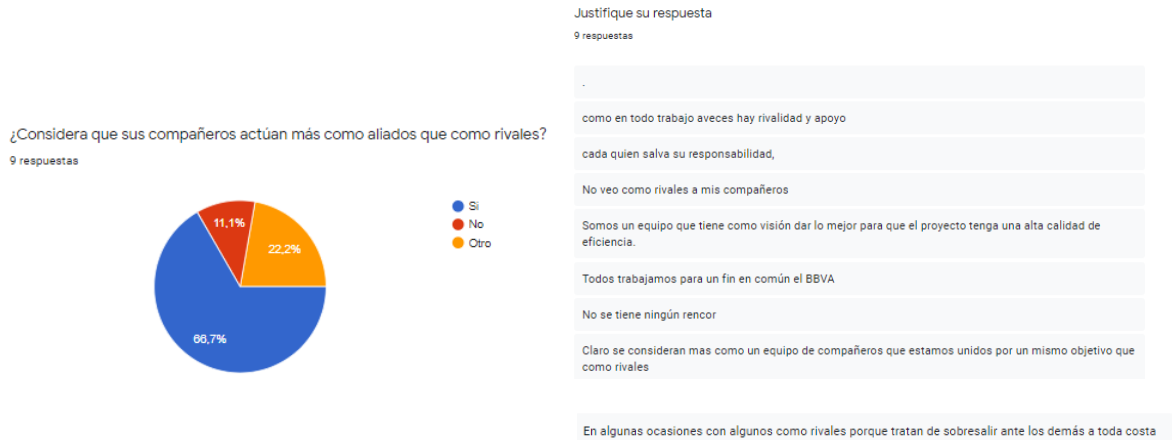 ¿Considera que sus compañeros actúan más como aliados que como rivales?
9 respuestas
Si
No
Otro
11,1%
22,2%
66,7%
Justifique su respuesta
9 respuestas
.
como en todo trabajo aveces hay rivalidad y apoyo
cada quien salva su responsabilidad,
No veo como rivales a mis compañeros
Somos un equipo que tiene como visión dar lo mejor para que el proyecto tenga una alta calidad de
eficiencia.
Todos trabajamos para un fin en común el BBVA
No se tiene ningún rencor
Claro se consideran mas como un equipo de compañeros que estamos unidos por un mismo objetivo que
como rivales
En algunas ocasiones con algunos como rivales porque tratan de sobresalir ante los demás a toda costa